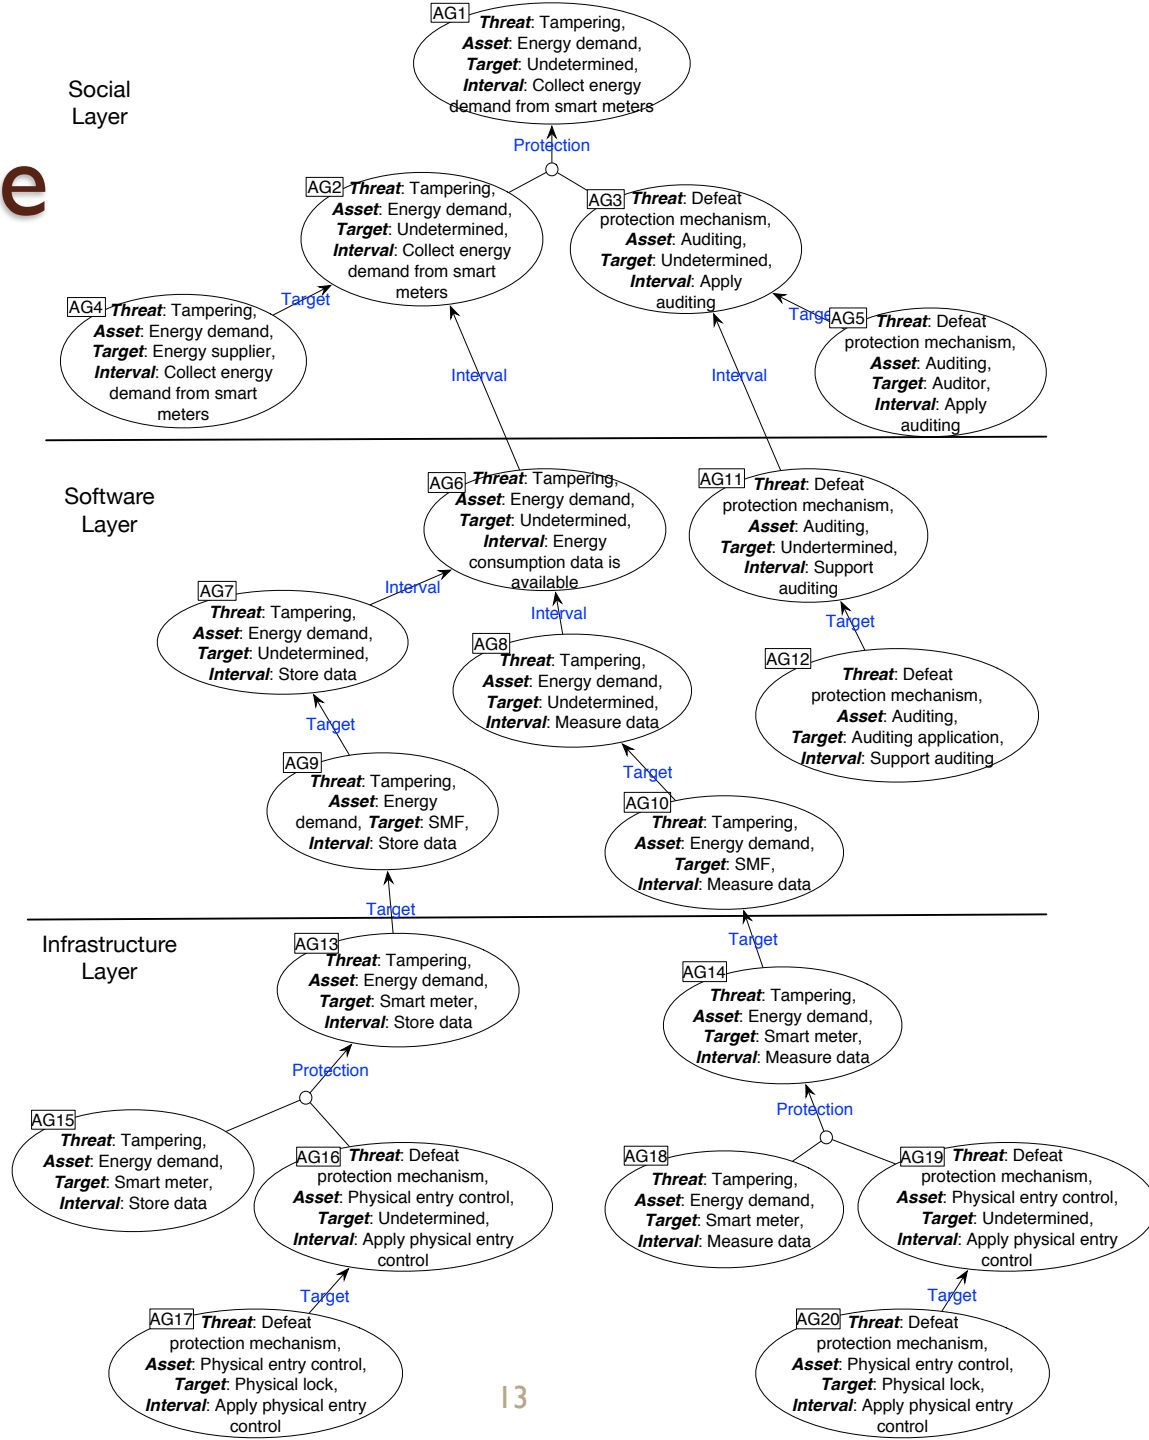 AG1
Threat: Tampering,
Asset: Energy demand,
Target: Undetermined,
Interval: Collect energy
demand from smart meters
Social
Layer
Protection
e
AG2
Threat: Tampering,
Asset: Energy demand,
Target: Undetermined,
Interval: Collect energy
demand from smart
meters
AG3
Threat: Defeat
protection mechanism,
Asset: Auditing,
Target: Undetermined,
Interval: Apply
auditing
Target
AG4
Threat: Tampering,
Asset: Energy demand,
Target: Energy supplier,
Interval: Collect energy
demand from smart
meters
Target
AG5
Threat: Defeat
protection mechanism,
Asset: Auditing,
Target: Auditor,
Interval: Apply
auditing
Interval
Interval
Software
Layer
AG6
Threat: Tampering,
Asset: Energy demand,
Target: Undetermined,
Interval: Energy
consumption data is
available
AG11
Threat: Defeat
protection mechanism,
Asset: Auditing,
Target: Undertermined,
Interval: Support
auditing
Interval
Interval
Target
AG7
Threat: Tampering,
Asset: Energy demand,
Target: Undetermined,
Interval: Store data
AG8
Threat: Tampering,
Asset: Energy demand,
Target: Undetermined,
Interval: Measure data
AG12
Threat: Defeat
protection mechanism,
Asset: Auditing,
Target: Auditing application,
Interval: Support auditing
Target
Target
AG9
Threat: Tampering,
Asset: Energy
demand, Target: SMF,
Interval: Store data
AG10
Threat: Tampering,
Asset: Energy demand,
Target: SMF,
Interval: Measure data
Target
Target
Infrastructure
Layer
AG13
Threat: Tampering,
Asset: Energy demand,
Target: Smart meter,
Interval: Store data
AG14
Threat: Tampering,
Asset: Energy demand,
Target: Smart meter,
Interval: Measure data
Protection
Protection
AG15
Threat: Tampering,
Asset: Energy demand,
Target: Smart meter,
Interval: Store data
AG16
Threat: Defeat
protection mechanism,
Asset: Physical entry control,
Target: Undetermined,
Interval: Apply physical entry
control
AG18
Threat: Tampering,
Asset: Energy demand,
Target: Smart meter,
Interval: Measure data
AG19
Threat: Defeat
protection mechanism,
Asset: Physical entry control,
Target: Undetermined,
Interval: Apply physical entry
control
Target
Target
AG17
Threat: Defeat
protection mechanism,
Asset: Physical entry control,
Target: Physical lock,
Interval: Apply physical entry
control
AG20
Threat: Defeat
protection mechanism,
Asset: Physical entry control,
Target: Physical lock,
Interval: Apply physical entry
control
13